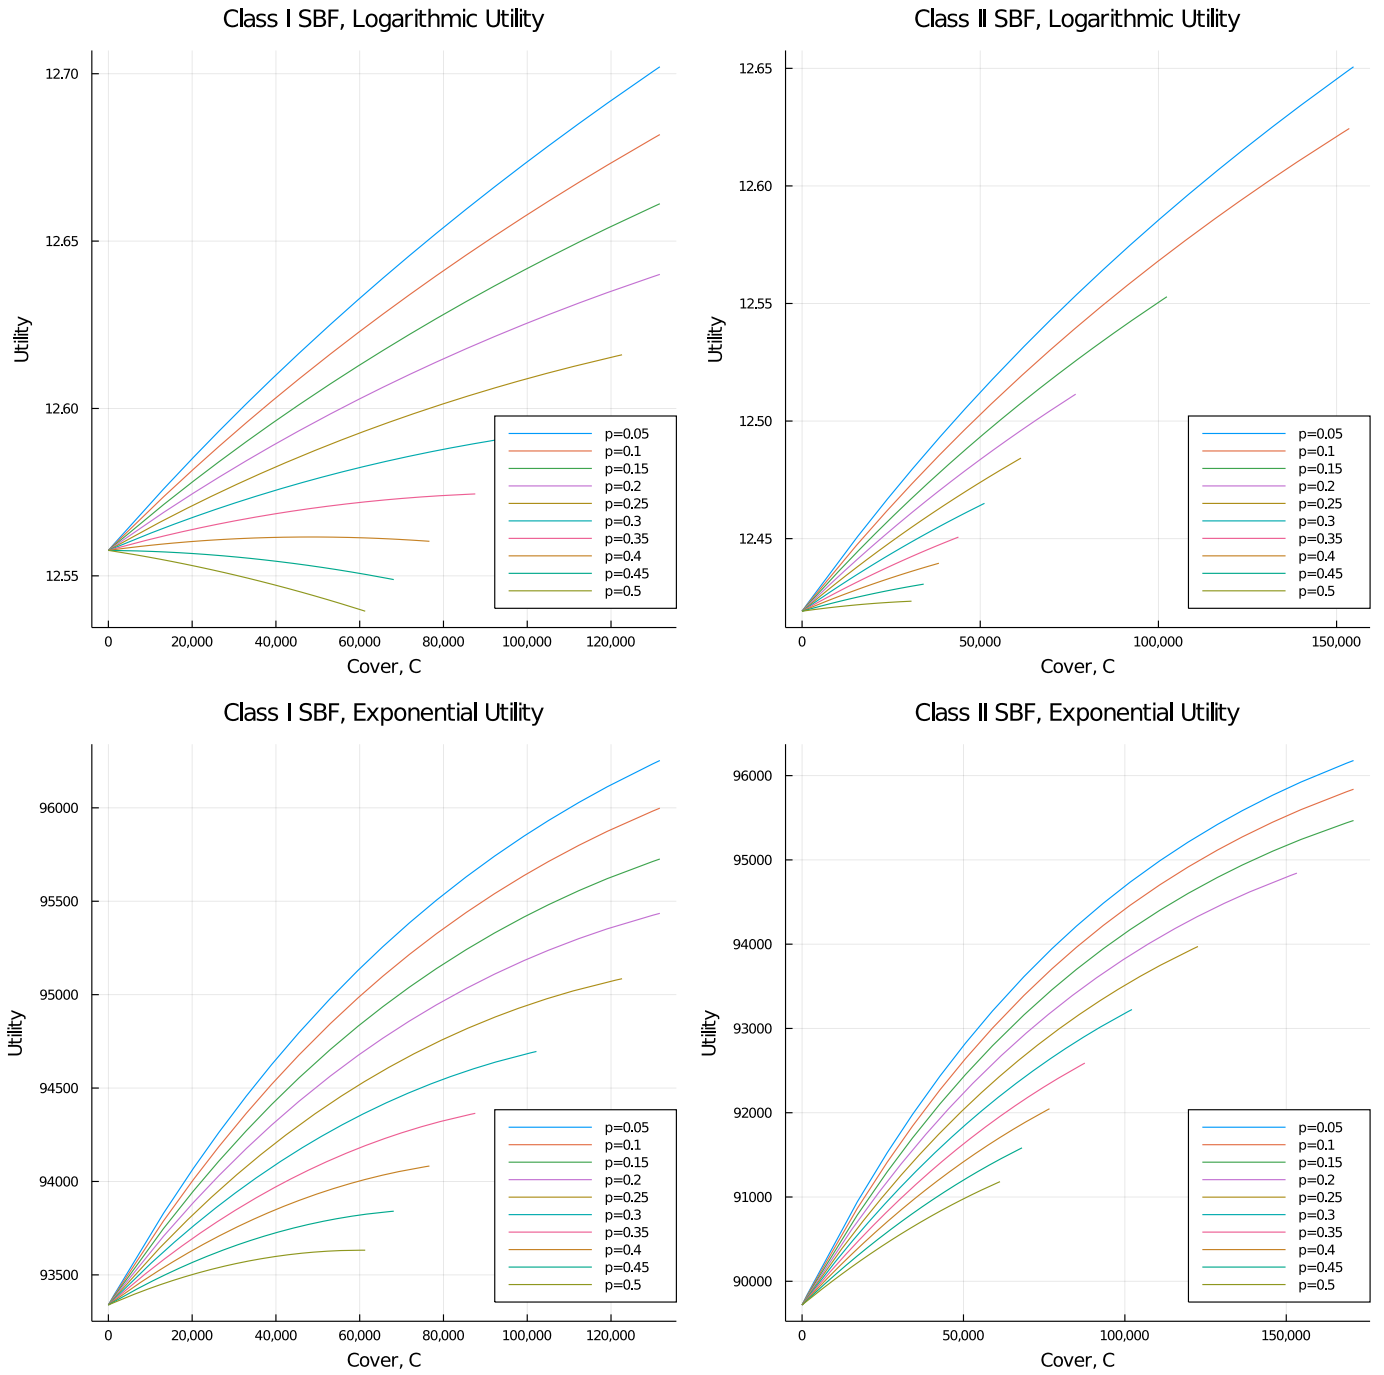 Class I SBF, Logarithmic Utility
12.70
12.65
12.60
12.55
Utility
0 20,000 40,000 60,000 80,000 100,000 120,000
Cover, C
p=0.05
p=0.1
p=0.15
p=0.2
p=0.25
p=0.3
p=0.35
p=0.4
p=0.45
p=0.5
Class II SBF, Logarithmic Utility
12.65
12.60
12.55
12.50
12.45
Utility
0 50,000 100,000 150,000
Cover, C
p=0.05
p=0.1
p=0.15
p=0.2
p=0.25
p=0.3
p=0.35
p=0.4
p=0.45
p=0.5
Class I SBF, Exponential Utility
96000
95500
95000
94500
94000
93500
Utility
0 20,000 40,000 60,000 80,000 100,000 120,000
Cover, C
p=0.05
p=0.1
p=0.15
p=0.2
p=0.25
p=0.3
p=0.35
p=0.4
p=0.45
p=0.5
Class II SBF, Exponential Utility
96000
95000
94000
93000
92000
91000
90000
Utility
0 50,000 100,000 150,000
Cover, C
p=0.05
p=0.1
p=0.15
p=0.2
p=0.25
p=0.3
p=0.35
p=0.4
p=0.45
p=0.5